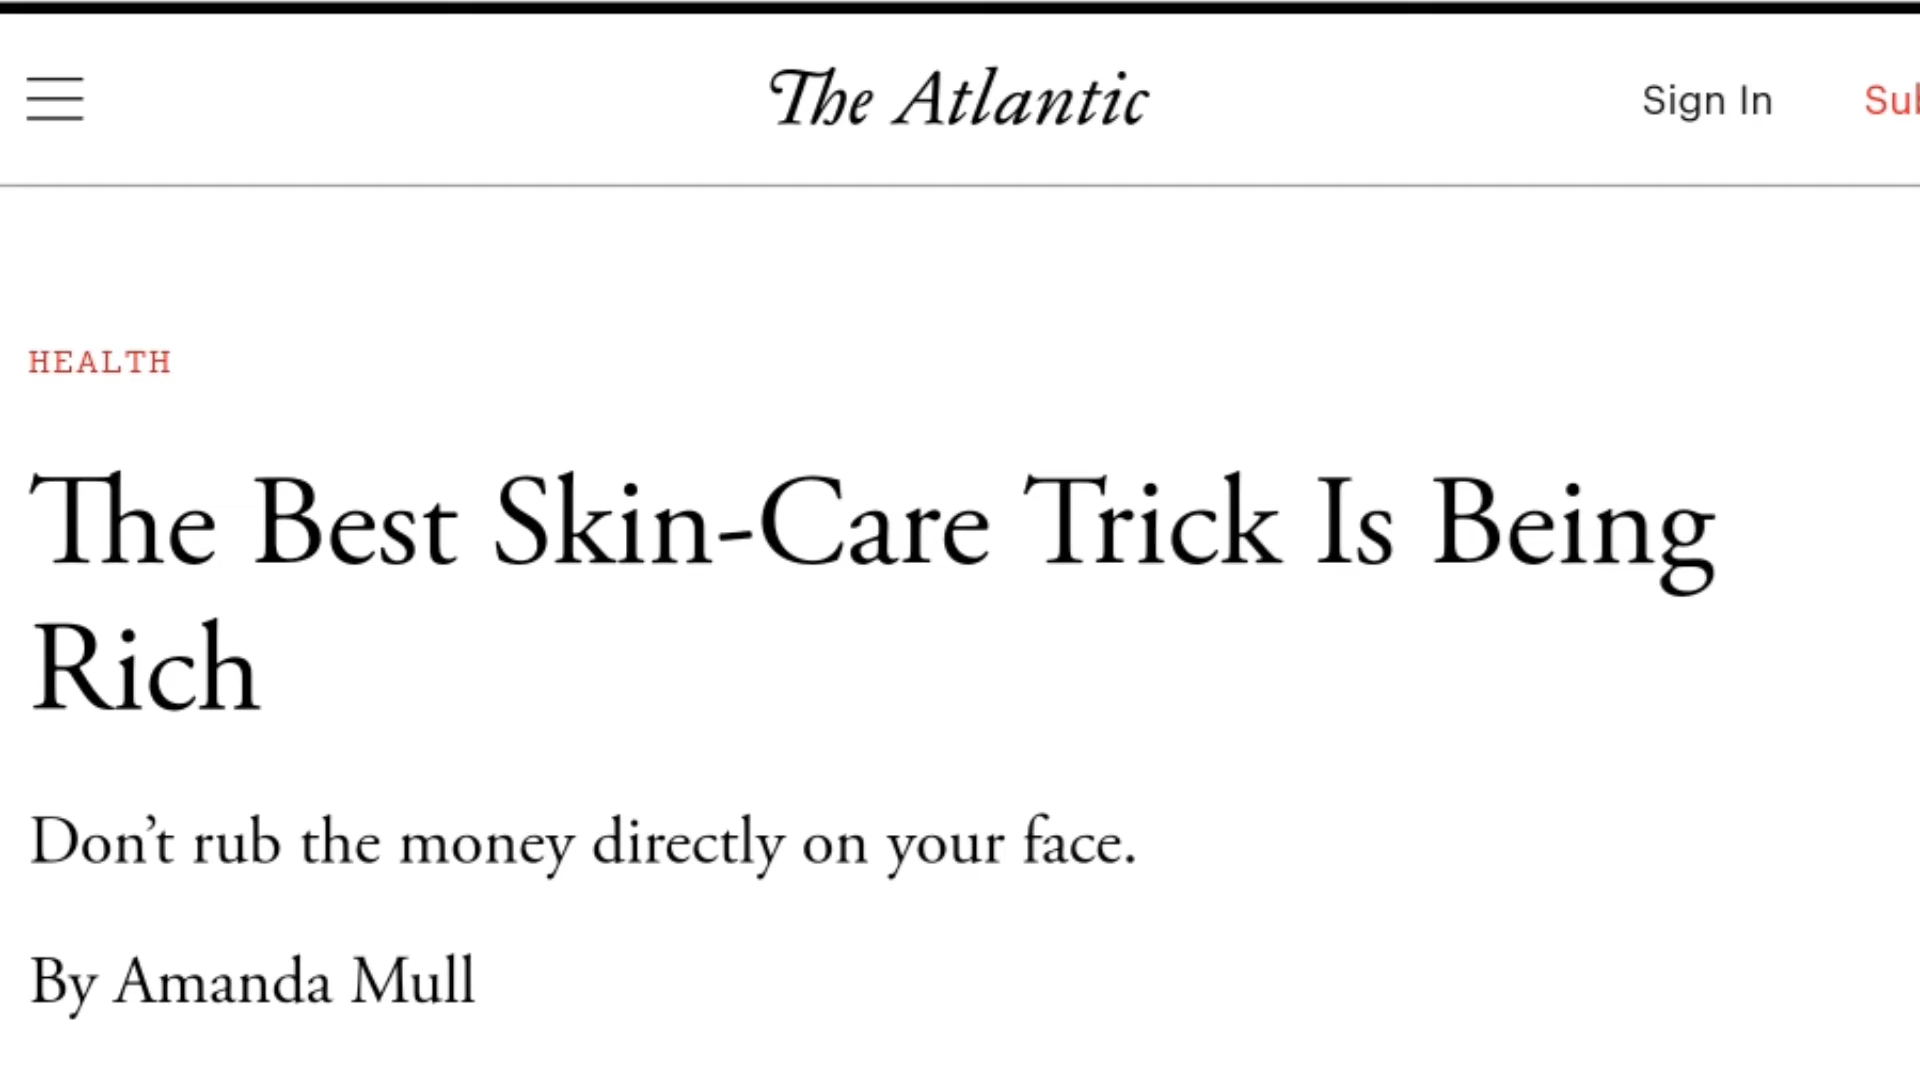 The Atlantic
Sign In
Sub
HEALTH
The Best Skin-Care Trick Is Being
Rich
Don’t rub the money directly on your face.
By Amanda Mull